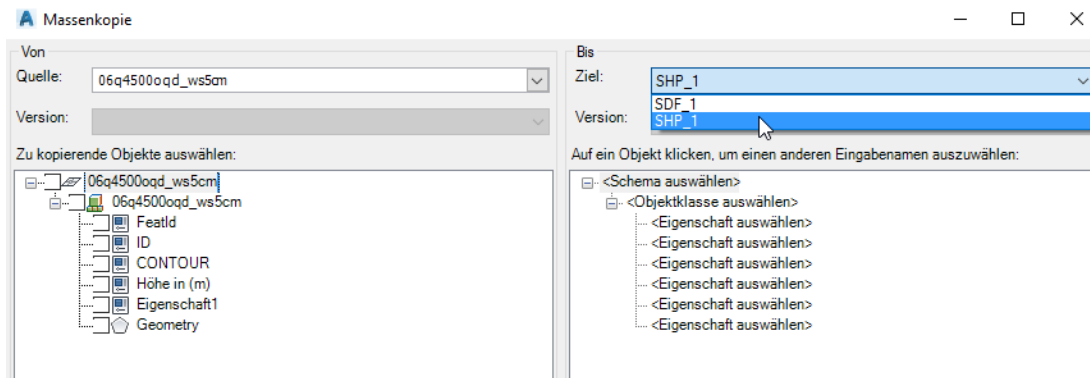 Massenkopie
Von
Quelle:
06q4500oqd_ws5cm
Version:
Zu kopierende Objekte auswählen:
06q4500oqd_ws5cm
06q4500oqd_ws5cm
FeatId
ID
CONTOUR
Höhe in (m)
Eigenschaft1
Geometry
Bis
Ziel:
SHP_1
SDF_1
SHP_1
Version:
Auf ein Objekt klicken, um einen anderen Eingabenamen auszuwählen:
<Schema auswählen>
<Objektklasse auswählen>
<Eigenschaft auswählen>
<Eigenschaft auswählen>
<Eigenschaft auswählen>
<Eigenschaft auswählen>
<Eigenschaft auswählen>
<Eigenschaft auswählen>